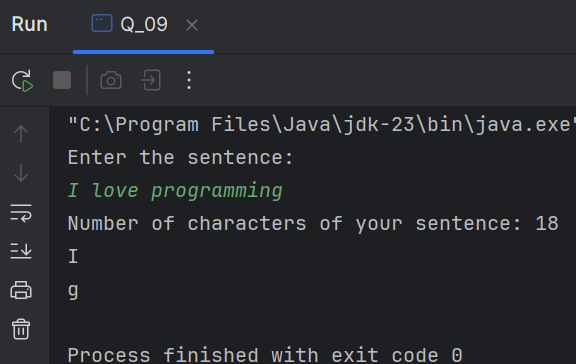 Run Q_09
"C:\Program Files\Java\jdk-23\bin\java.exe"
Enter the sentence:
I love programming
Number of characters of your sentence: 18
I
g
Process finished with exit code 0